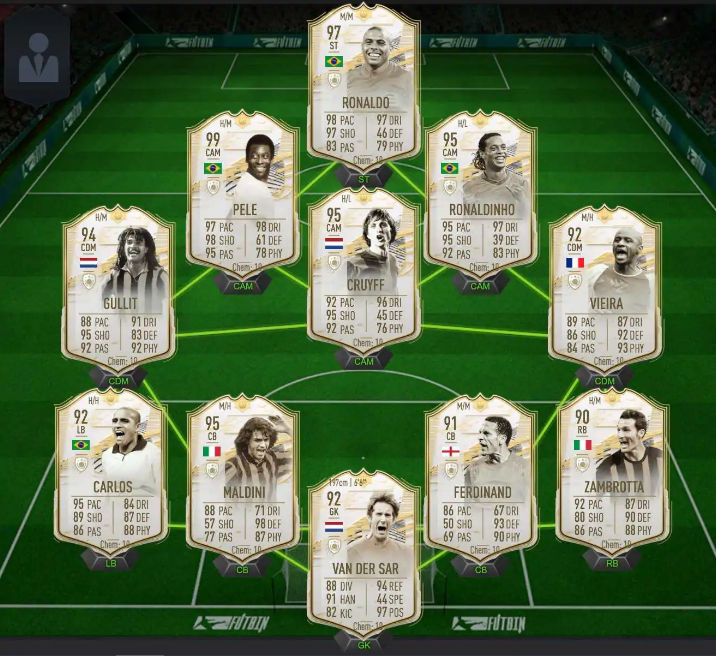 M/M
97
ST
RONALDO
98 PAC 97 DRI
97 SHO 46 DEF
83 PAS 79 PHY
Chem: 10
ST
FUTBIN
FUTBIN
H/M
99
CAM
PELE
97 PAC 98 DRI
98 SHO 61 DEF
95 PAS 78 PHY
Chem: 10
CAM
H/L
95
CAM
RONALDINHO
95 PAC 97 DRI
95 SHO 39 DEF
92 PAS 83 PHY
Chem: 10
CAM
H/L
95
CAM
CRUYFF
92 PAC 96 DRI
95 SHO 45 DEF
92 PAS 76 PHY
CAM
H/M
94
CDM
GULLIT
88 PAC 91 DRI
95 SHO 83 DEF
92 PAS 92 PHY
Chem: 10
CDM
M/H
92
CDM
VIEIRA
89 PAC 87 DRI
86 SHO 92 DEF
84 PAS 93 PHY
Chem: 10
CDM
H/H
92
LB
CARLOS
95 PAC 84 DRI
89 SHO 87 DEF
86 PAS 88 PHY
Chem: 10
LB
M/H
95
CB
MALDINI
88 PAC 71 DRI
57 SHO 98 DEF
77 PAS 87 PHY
Chem: 10
CB
197cm | 6'6"
92
GK
VAN DER SAR
88 DIV 94 REF
91 HAN 44 SPE
82 KIC 97 POS
Chem: 10
GK
M/M
91
CB
FERDINAND
86 PAC 67 DRI
50 SHO 93 DEF
69 PAS 90 PHY
Chem: 10
CB
M/M
90
RB
ZAMBROTTA
92 PAC 87 DRI
80 SHO 90 DEF
86 PAS 88 PHY
Chem: 10
RB
FUTBIN
FUTBIN